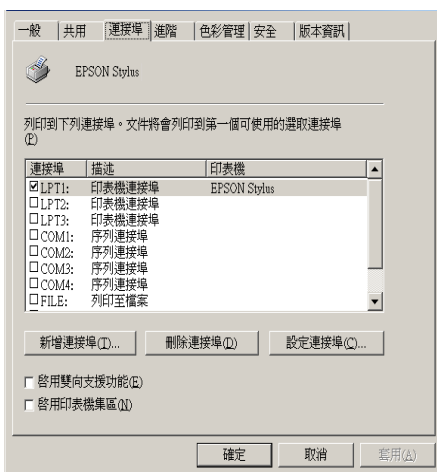 一般 共用 連接埠 進階 色彩管理 安全 版本資訊
EPSON Stylus
列印到下列連接埠。文件將會列印到第一個可使用的選取連接埠
(P)
連接埠 描述 印表機
LPT1: 印表機連接埠 EPSON Stylus
LPT2: 印表機連接埠
LPT3: 印表機連接埠
COM1: 序列連接埠
COM2: 序列連接埠
COM3: 序列連接埠
COM4: 序列連接埠
FILE: 列印至檔案
新增連接埠(T)... 刪除連接埠(D) 設定連接埠(C)...
啓用雙向支援功能(E)
啓用印表機集區(N)
確定 取消 套用(A)